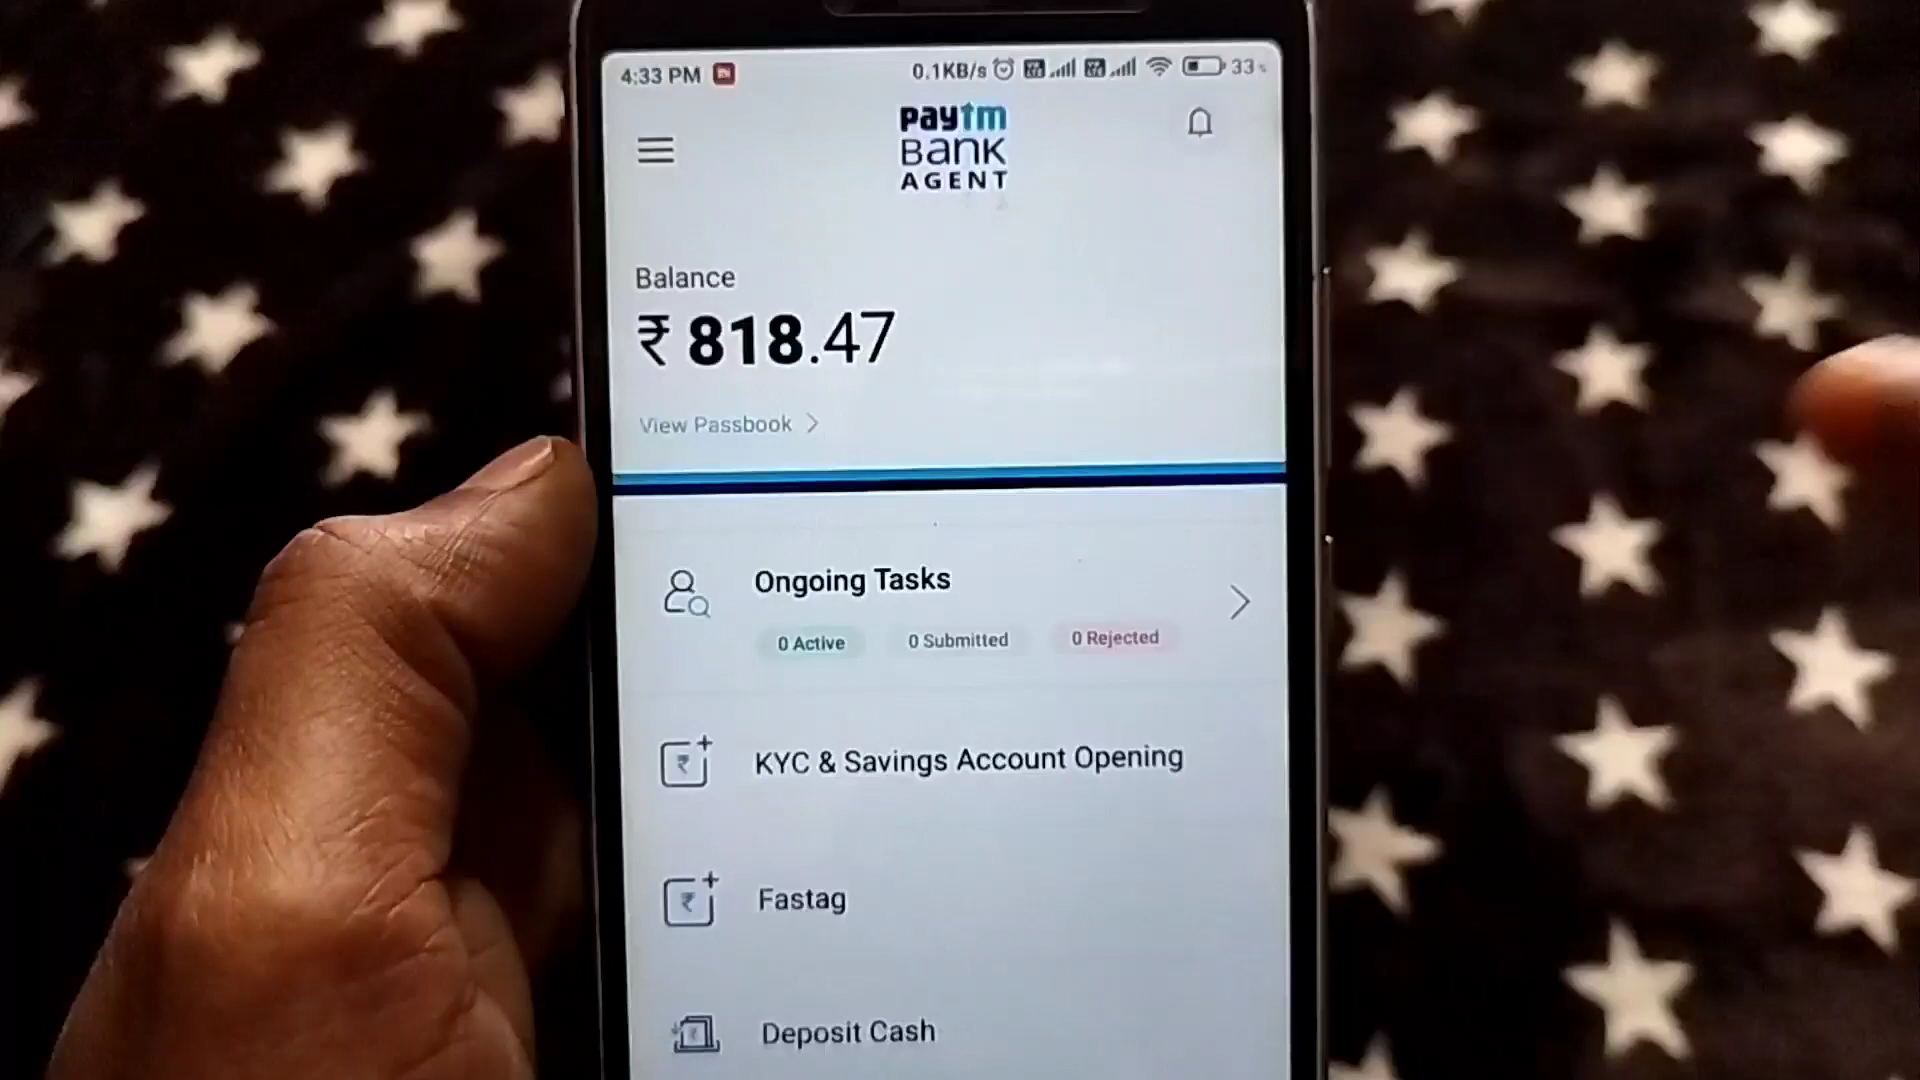 4:33 PM 0.1KB/s 33
paytm
Bank
AGENT
Balance
₹ 818.47
View Passbook
Ongoing Tasks
0 Active 0 Submitted 0 Rejected
KYC & Savings Account Opening
Fastag
Deposit Cash